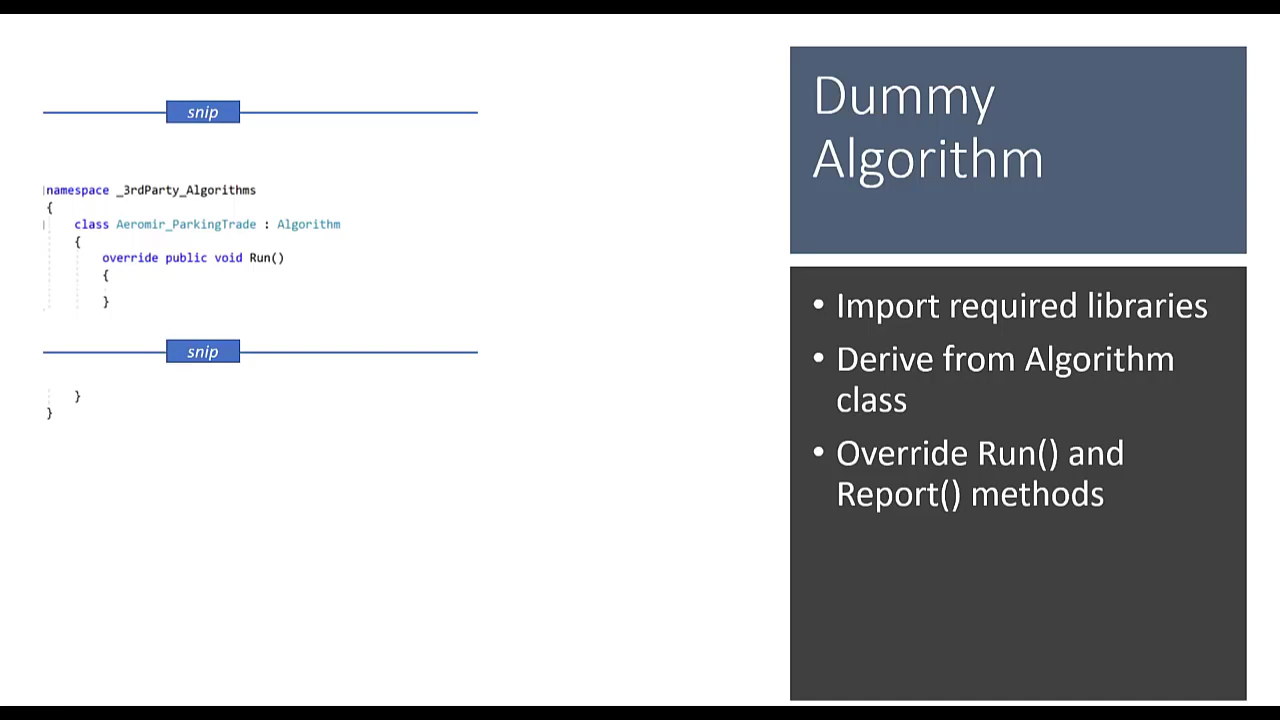 snip
namespace _3rdParty_Algorithms
{
class Aeromir_ParkingTrade : Algorithm
{
override public void Run()
{
}
snip
}
}
Dummy
Algorithm
• Import required libraries
• Derive from Algorithm
class
• Override Run() and
Report() methods